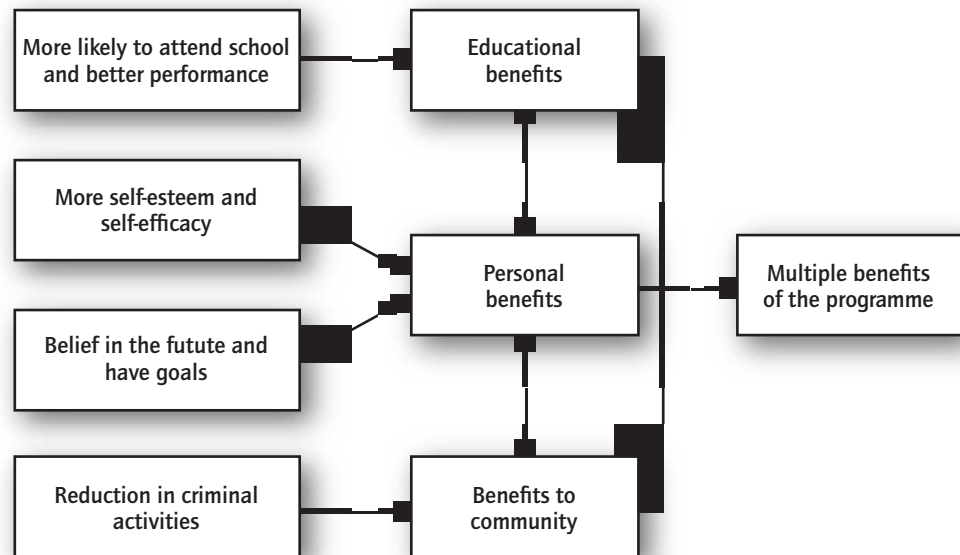 More likely to attend school
and better performance
Educational
benefits
More self-esteem and
self-efficacy
Personal
benefits
Multiple benefits
of the programme
Belief in the futute and
have goals
Reduction in criminal
activities
Benefits to
community